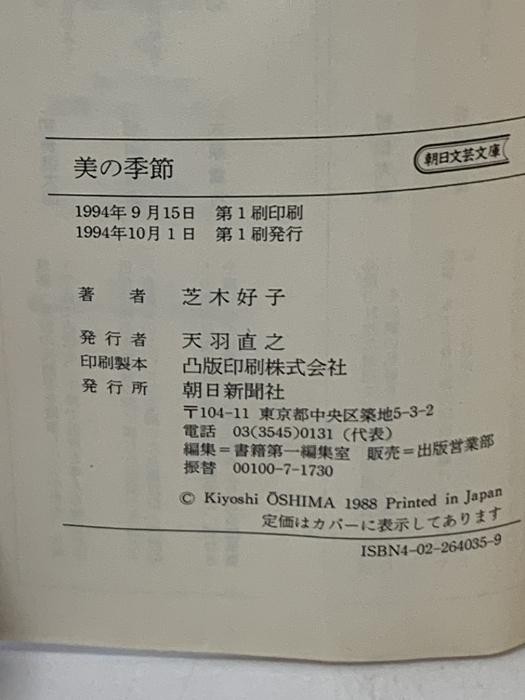 美の季節
朝日文芸文庫
1994年9月15日 第1刷印刷
1994年10月1日 第1刷発行
著者 芝木好子
発行者 天羽直之
印刷製本 凸版印刷株式会社
発行所 朝日新聞社
〒104-11 東京都中央区築地5-3-2
電話 03(3545)0131（代表）
編集＝書籍第一編集室 販売＝出版営業部
振替 00100-7-1730
© Kiyoshi ŌSHIMA 1988 Printed in Japan
定価はカバーに表示してあります
ISBN4-02-264035-9